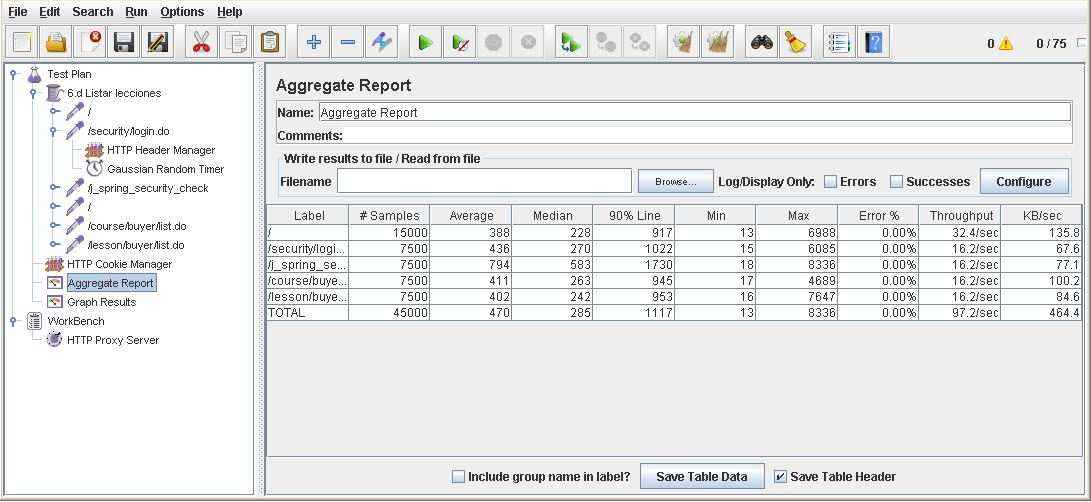 File Edit Search Run Options Help
0 0 / 75
Test Plan
6.d Listar lecciones
/
/security/login.do
HTTP Header Manager
Gaussian Random Timer
/j_spring_security_check
/
/course/buyer/list.do
/lesson/buyer/list.do
HTTP Cookie Manager
Aggregate Report
Graph Results
WorkBench
HTTP Proxy Server
Aggregate Report
Name: Aggregate Report
Comments:
Write results to file / Read from file
Filename Browse... Log/Display Only: Errors Successes Configure
Label # Samples Average Median 90% Line Min Max Error % Throughput KB/sec
/ 15000 388 228 917 13 6988 0.00% 32.4/sec 135.8
/security/logi... 7500 436 270 1022 15 6085 0.00% 16.2/sec 67.6
/j_spring_se... 7500 794 583 1730 18 8336 0.00% 16.2/sec 77.1
/course/buye... 7500 411 263 945 17 4689 0.00% 16.2/sec 100.2
/lesson/buye... 7500 402 242 953 16 7647 0.00% 16.2/sec 84.6
TOTAL 45000 470 285 1117 13 8336 0.00% 97.2/sec 464.4
Include group name in label? Save Table Data Save Table Header